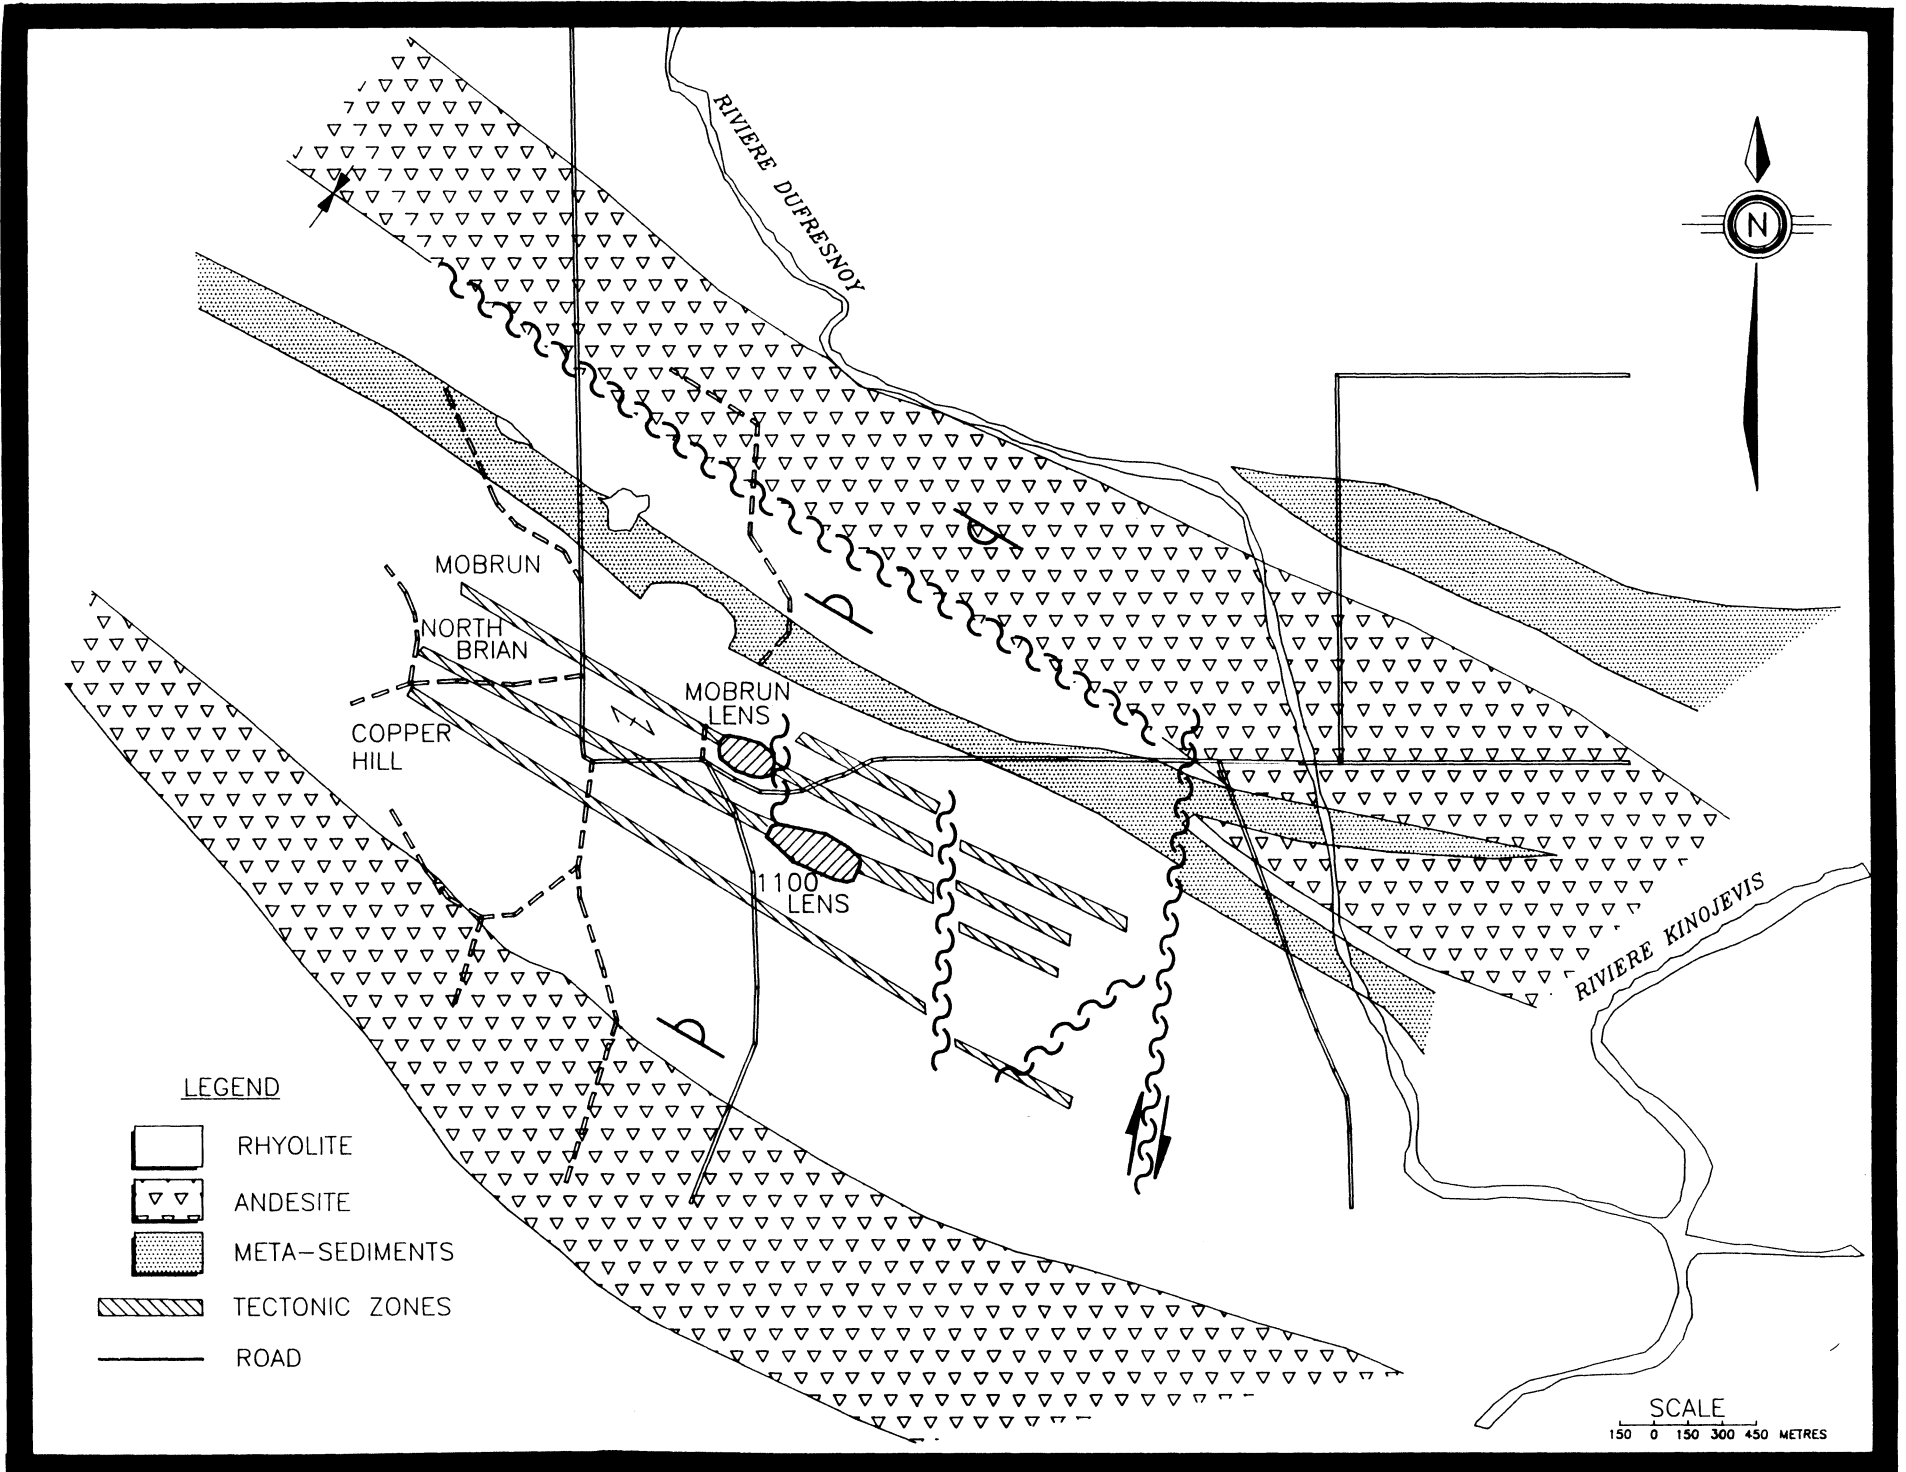 RIVIERE DUFRESNOY
N
MOBRUN
NORTH
BRIAN
MOBRUN
LENS
COPPER
HILL
1100
LENS
RIVIERE KINOJEVIS
LEGEND
RHYOLITE
ANDESITE
META-SEDIMENTS
TECTONIC ZONES
ROAD
SCALE
150 0 150 300 450 METRES